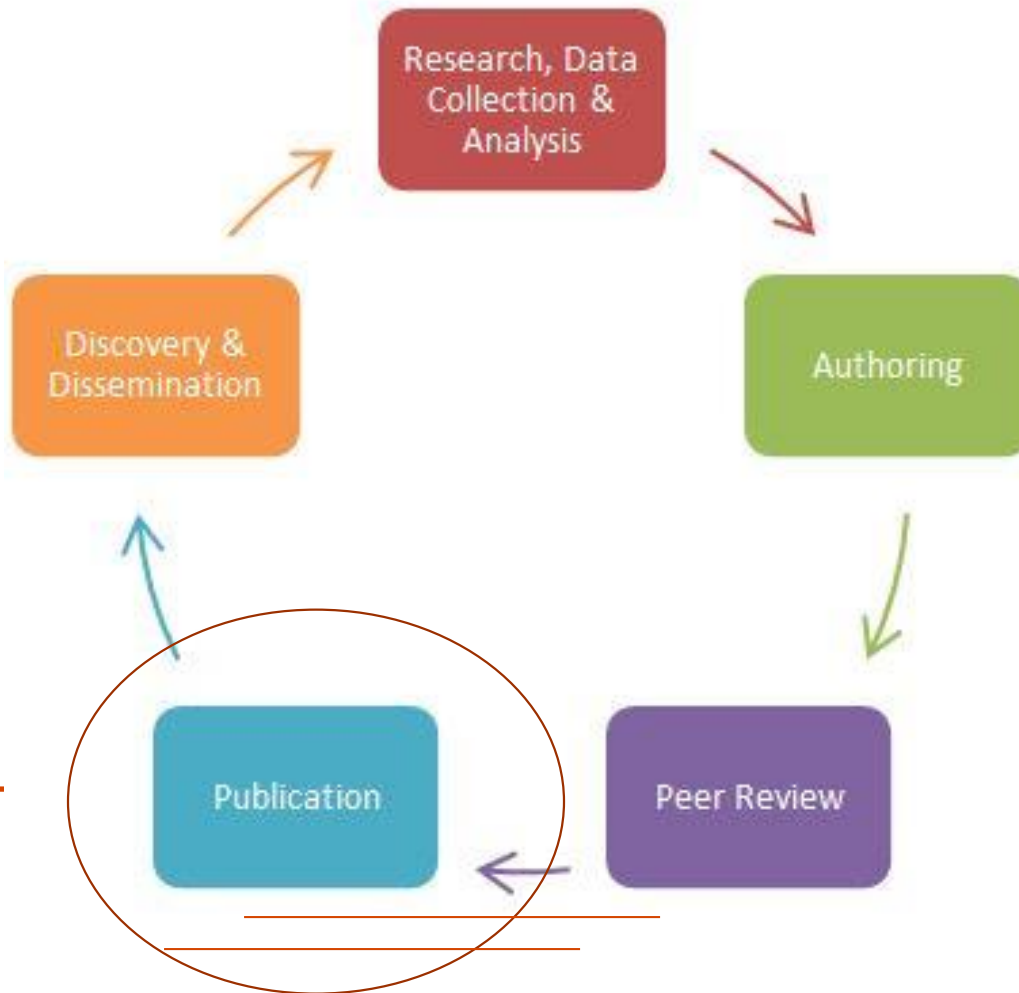 Research, Data
Collection &
Analysis
Authoring
Peer Review
Publication
Discovery &
Dissemination